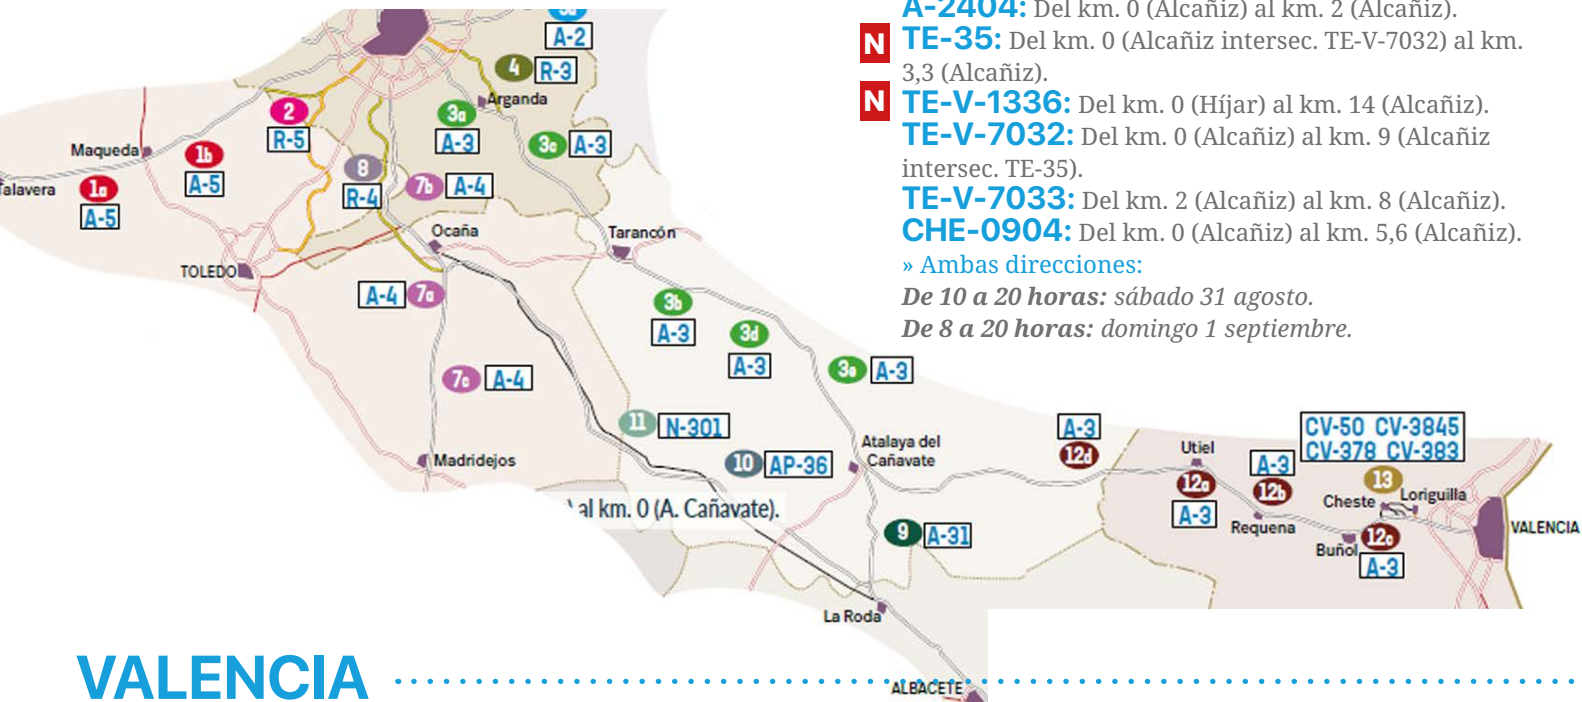 A-2404: Del km. 0 (Alcañiz) al km. 2 (Alcañiz).
N TE-35: Del km. 0 (Alcañiz intersec. TE-V-7032) al km.
3,3 (Alcañiz).
N TE-V-1336: Del km. 0 (Híjar) al km. 14 (Alcañiz).
TE-V-7032: Del km. 0 (Alcañiz) al km. 9 (Alcañiz
intersec. TE-35).
TE-V-7033: Del km. 2 (Alcañiz) al km. 8 (Alcañiz).
CHE-0904: Del km. 0 (Alcañiz) al km. 5,6 (Alcañiz).
» Ambas direcciones:
De 10 a 20 horas: sábado 31 agosto.
De 8 a 20 horas: domingo 1 septiembre.
A-2
4 R-3
Arganda
2
R-5
3a
A-3
3c A-3
Maqueda
1b
A-5
8
R-4
7b A-4
alavera
1a
A-5
Ocaña
Tarancón
TOLEDO
A-4 7a
3b
A-3
3d
A-3
3e A-3
7c A-4
11 N-301
A-3
12d
CV-50 CV-3845
CV-378 CV-383
Atalaya del
Cañavate
Utiel
Madridejos
10 AP-36
A-3
12b
13
12a
A-3
Cheste
Loriguilla
al km. 0 (A. Cañavate).
Requena
VALENCIA
9 A-31
Buñol
12c
A-3
La Roda
VALENCIA
ALBACETE